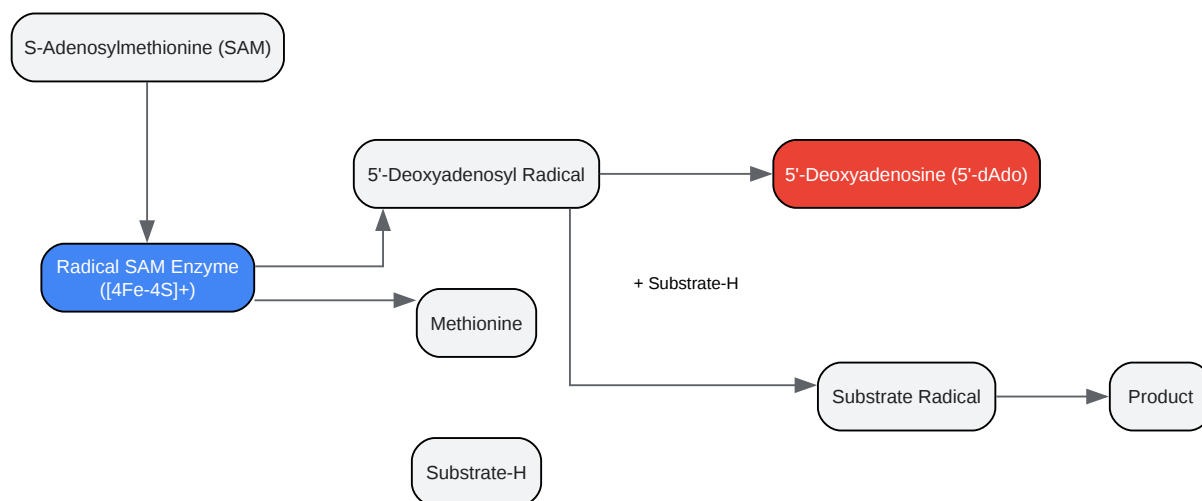 S-Adenosylmethionine (SAM)
5'-Deoxyadenosyl Radical
5'-Deoxyadenosine (5'-dAdo)
Radical SAM Enzyme
([4Fe-4S]+)
+ Substrate-H
Methionine
Substrate Radical
Product
Substrate-H